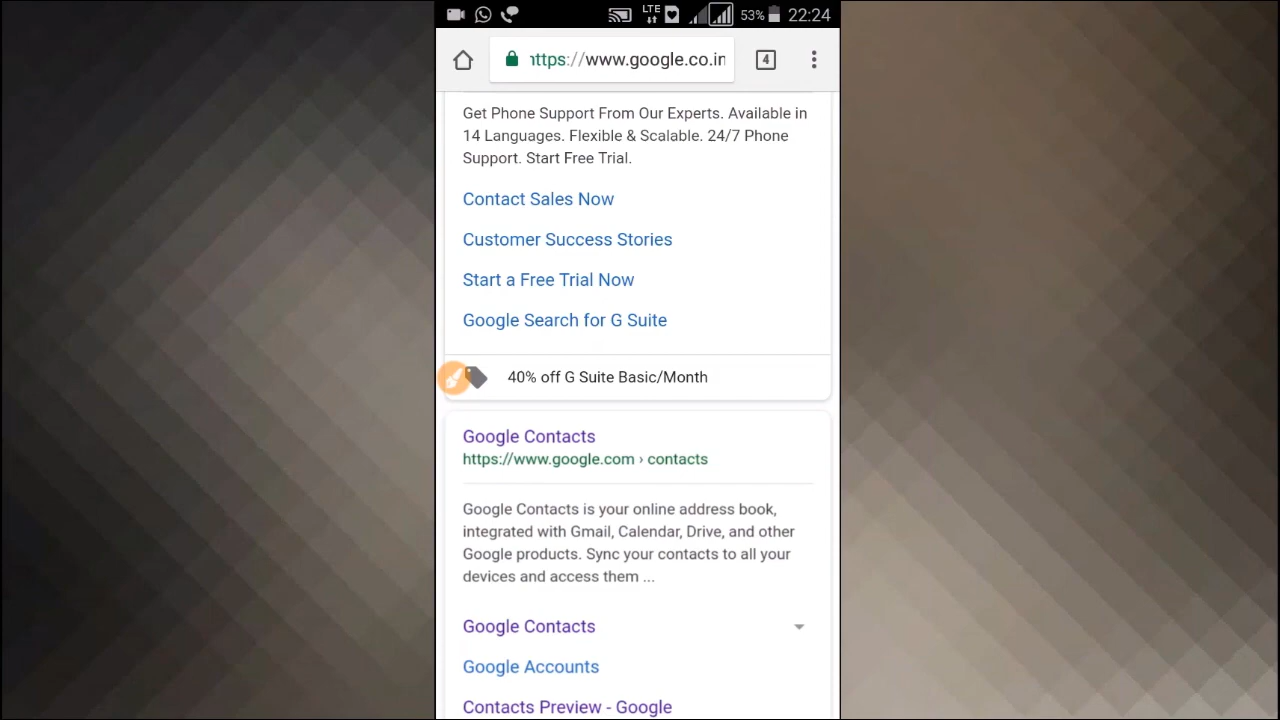 LTE 53% 22:24
ttps://www.google.co.in 4
Get Phone Support From Our Experts. Available in
14 Languages. Flexible & Scalable. 24/7 Phone
Support. Start Free Trial.
Contact Sales Now
Customer Success Stories
Start a Free Trial Now
Google Search for G Suite
40% off G Suite Basic/Month
Google Contacts
https://www.google.com › contacts
Google Contacts is your online address book,
integrated with Gmail, Calendar, Drive, and other
Google products. Sync your contacts to all your
devices and access them ...
Google Contacts
Google Accounts
Contacts Preview - Google